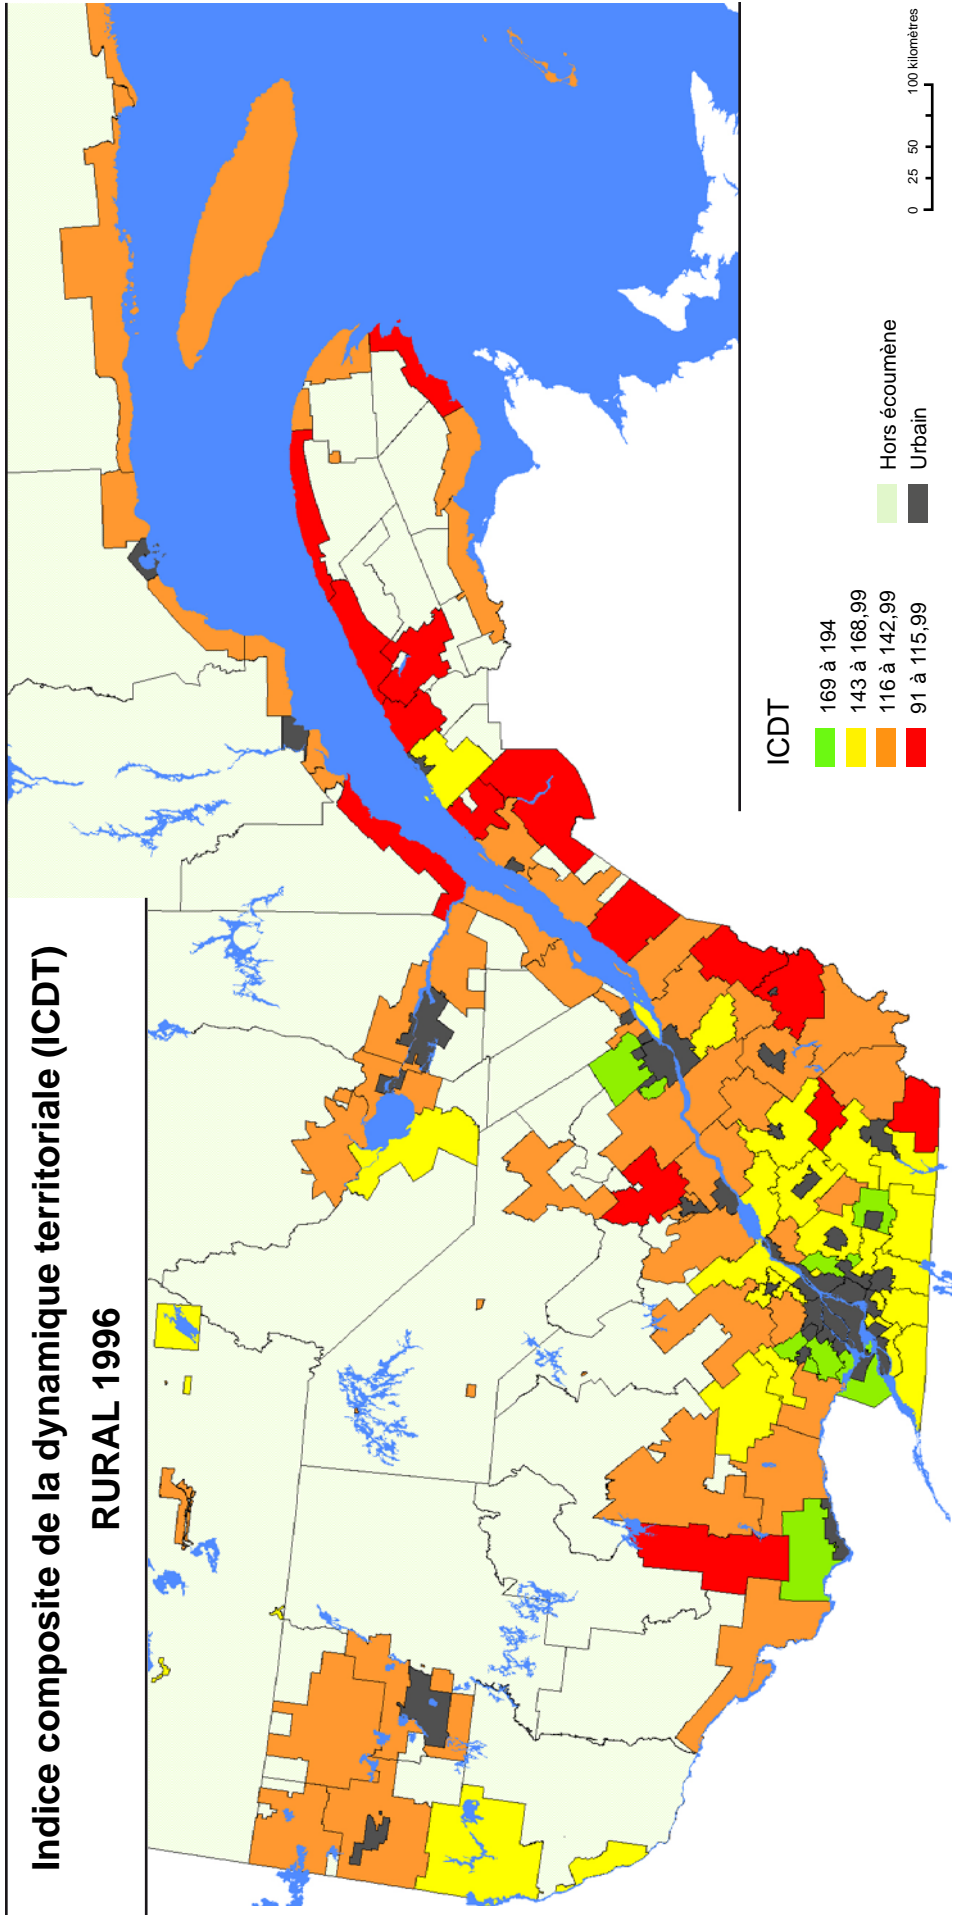 Indice composite de la dynamique territoriale (ICDT)
RURAL 1996
ICDT
169 à 194
143 à 168,99
116 à 142,99
91 à 115,99
Hors écoumène
Urbain
0 25 50 100 kilomètres